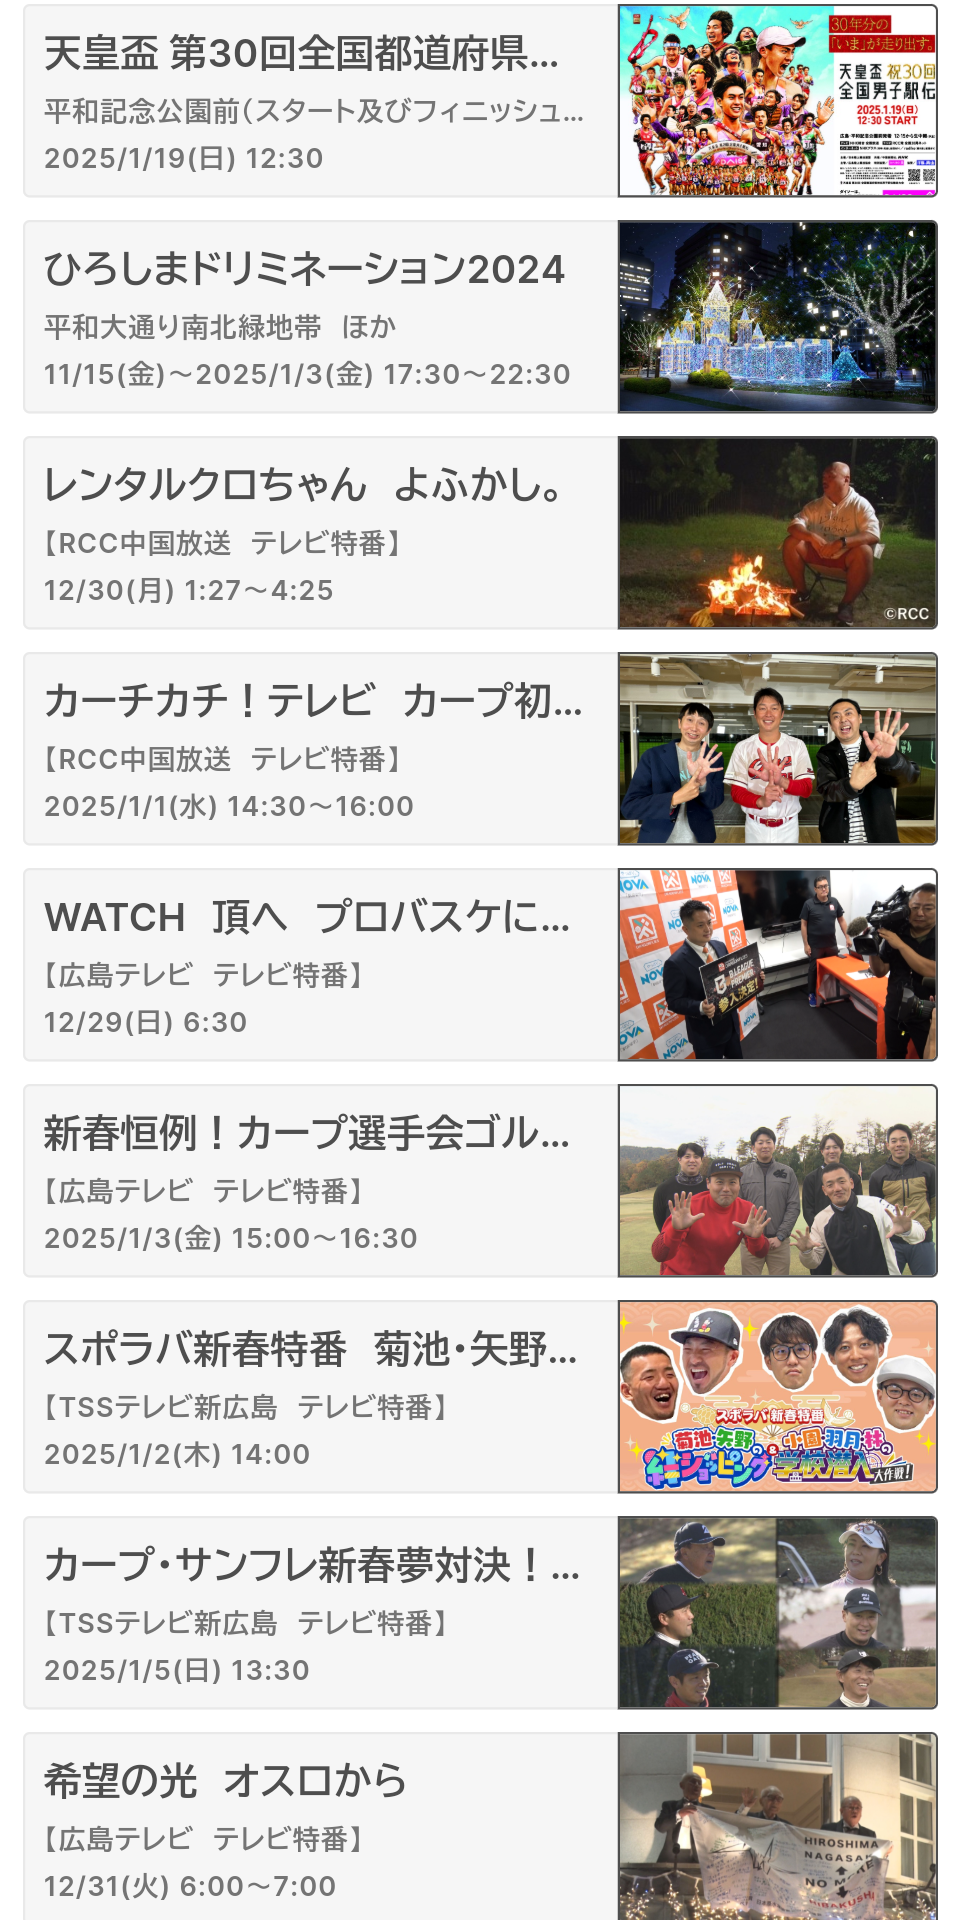 天皇盃 第30回全国都道府県...
平和記念公園前（スタート及びフィニッシュ...
2025/1/19(日) 12:30
30年分の
「いま」が走り出す。
天皇盃 祝30回
全国男子駅伝
2025.1.19(日)
12:30 START
ひろしまドリミネーション2024
平和大通り南北緑地帯　ほか
11/15(金)～2025/1/3(金) 17:30～22:30
レンタルクロちゃん　よふかし。
【RCC中国放送　テレビ特番】
12/30(月) 1:27～4:25
©RCC
カーチカチ！テレビ　カープ初...
【RCC中国放送　テレビ特番】
2025/1/1(水) 14:30～16:00
WATCH　頂へ　プロバスケに...
【広島テレビ　テレビ特番】
12/29(日) 6:30
NOVA
NOVA
NOVA
NOVA
B.LEAGUE
PREMIER
参入決定!
新春恒例！カープ選手会ゴル...
【広島テレビ　テレビ特番】
2025/1/3(金) 15:00～16:30
スポラバ新春特番　菊池・矢野...
【TSSテレビ新広島　テレビ特番】
2025/1/2(木) 14:00
スポラバ 新春特番
菊池・矢野の&小園・羽月・林の
絆ショッピング 学校潜入大作戦！
カープ・サンフレ新春夢対決！...
【TSSテレビ新広島　テレビ特番】
2025/1/5(日) 13:30
希望の光　オスロから
【広島テレビ　テレビ特番】
12/31(火) 6:00～7:00
HIROSHIMA
NAGASAKI
NO MORE
HIBAKUSHA